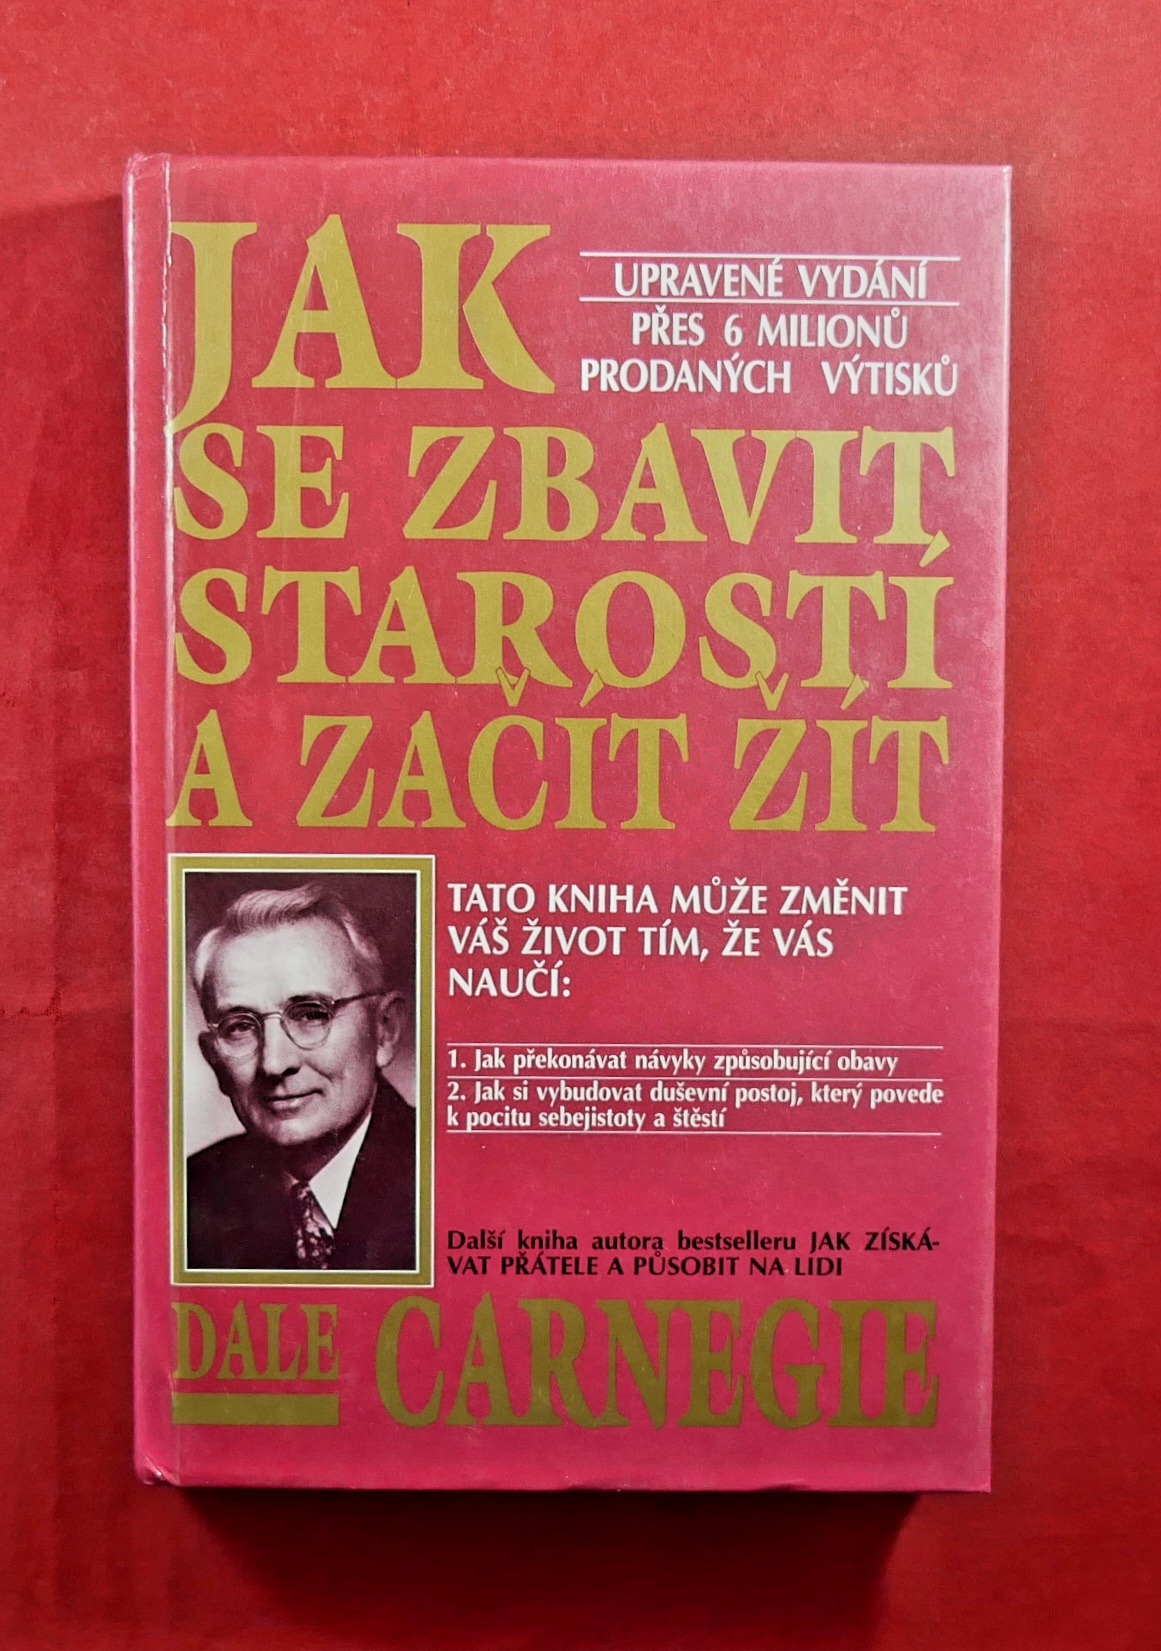 JAK
UPRAVENÉ VYDÁNÍ
PŘES 6 MILIONŮ
PRODANÝCH VÝTISKŮ
SE ZBAVIT
STAROSTÍ
A ZAČÍT ŽÍT
TATO KNIHA MŮŽE ZMĚNIT
VÁŠ ŽIVOT TÍM, ŽE VÁS
NAUČÍ:
1. Jak překonávat návyky způsobující obavy
2. Jak si vybudovat duševní postoj, který povede
k pocitu sebejistoty a štěstí
Další kniha autora bestselleru JAK ZÍSKÁ-
VAT PŘÁTELE A PŮSOBIT NA LIDI
DALE CARNEGIE